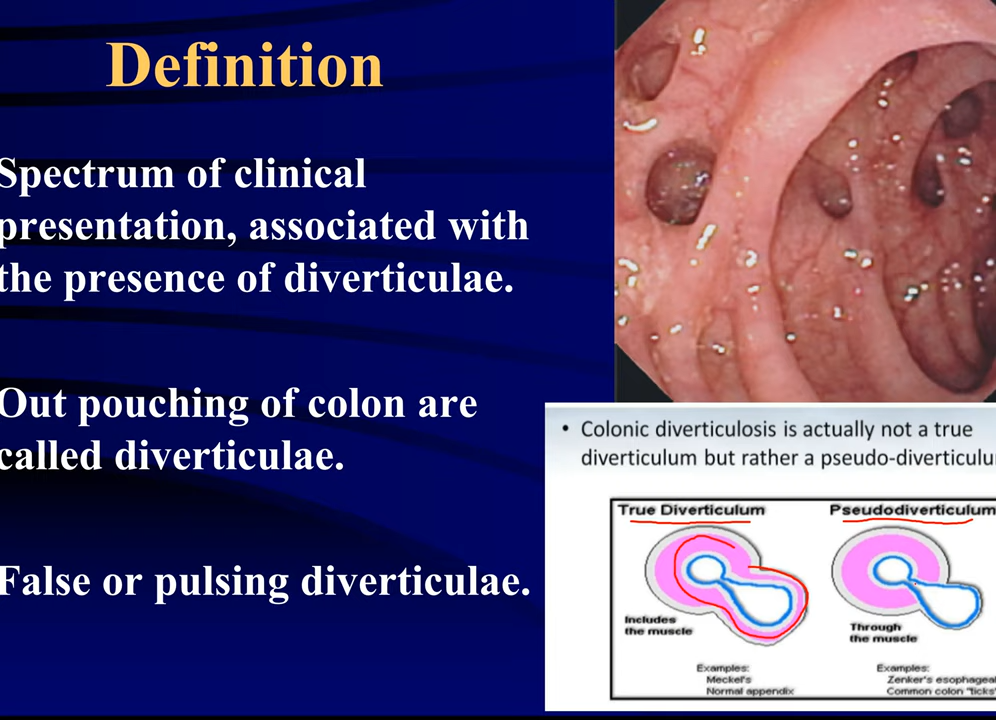 Definition
Spectrum of clinical
presentation, associated with
the presence of diverticulae.
Out pouching of colon are
called diverticulae.
False or pulsing diverticulae.
• Colonic diverticulosis is actually not a true
diverticulum but rather a pseudo-diverticulu
True Diverticulum
Includes
the muscle
Examples:
Meckel's
Normal appendix
Pseudodiverticulum
Through
the muscle
Examples:
Zenker's esophageal
Common colon "ticks"